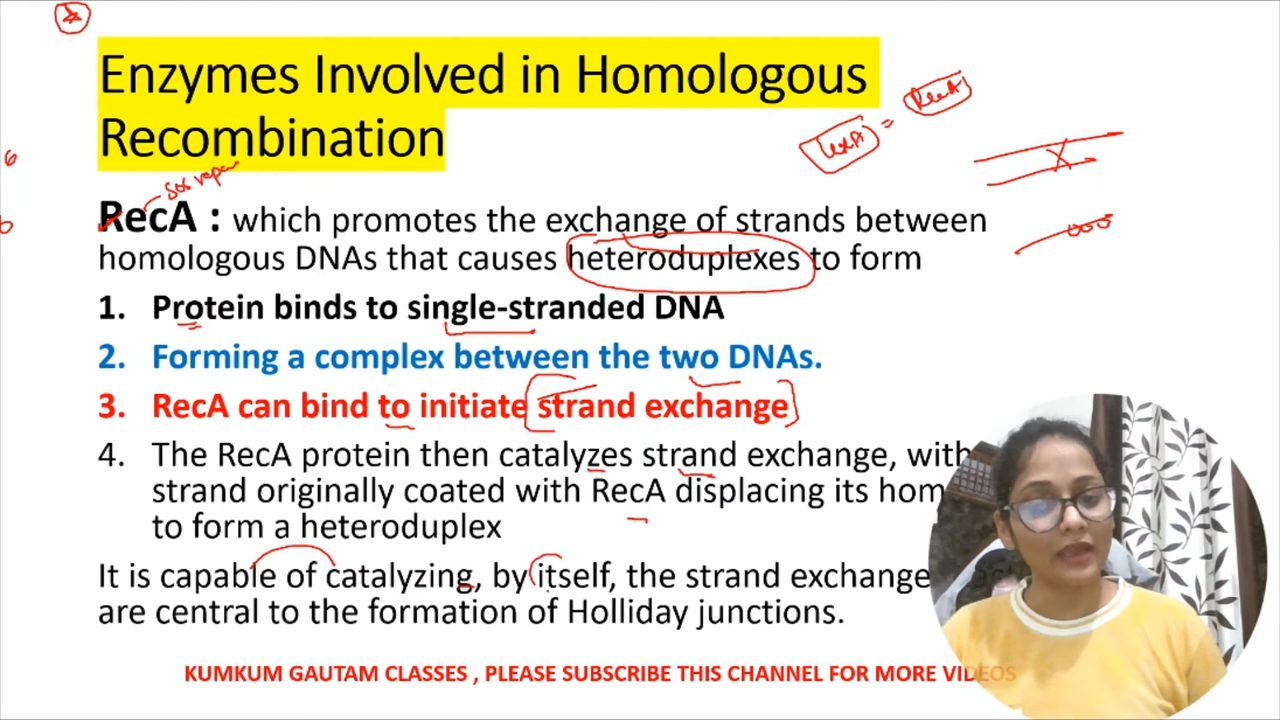 Enzymes Involved in Homologous
Recombination
LexA = RecA
SOS repair
RecA : which promotes the exchange of strands between
homologous DNAs that causes heteroduplexes to form
1. Protein binds to single-stranded DNA
2. Forming a complex between the two DNAs.
3. RecA can bind to initiate strand exchange
4. The RecA protein then catalyzes strand exchange, with
strand originally coated with RecA displacing its hom
to form a heteroduplex
It is capable of catalyzing, by itself, the strand exchange
are central to the formation of Holliday junctions.
KUMKUM GAUTAM CLASSES , PLEASE SUBSCRIBE THIS CHANNEL FOR MORE VIDEOS